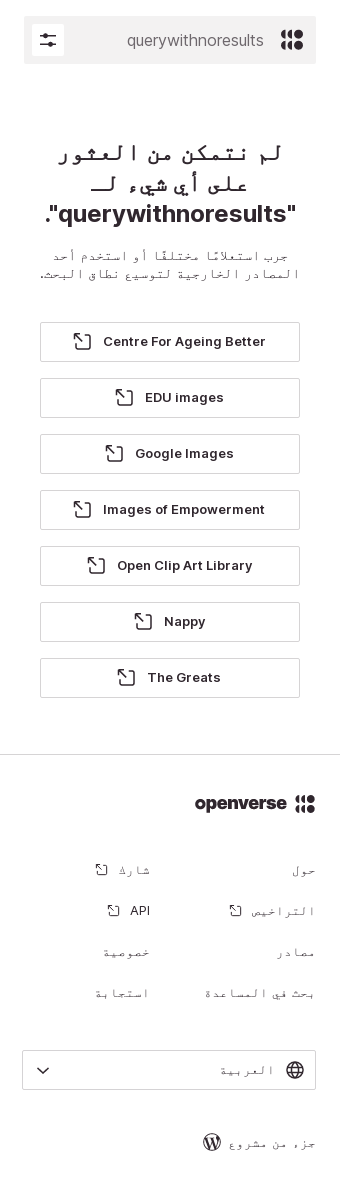 querywithnoresults
لم نتمكن من العثور
على أي شيء لـ
"querywithnoresults".
جرب استعلامًا مختلفًا أو استخدم أحد
المصادر الخارجية لتوسيع نطاق البحث.
Centre For Ageing Better
EDU images
Google Images
Images of Empowerment
Open Clip Art Library
Nappy
The Greats
openverse
حول
شارك
التراخيص
API
مصادر
خصوصية
بحث في المساعدة
استجابة
العربية
جزء من مشروع